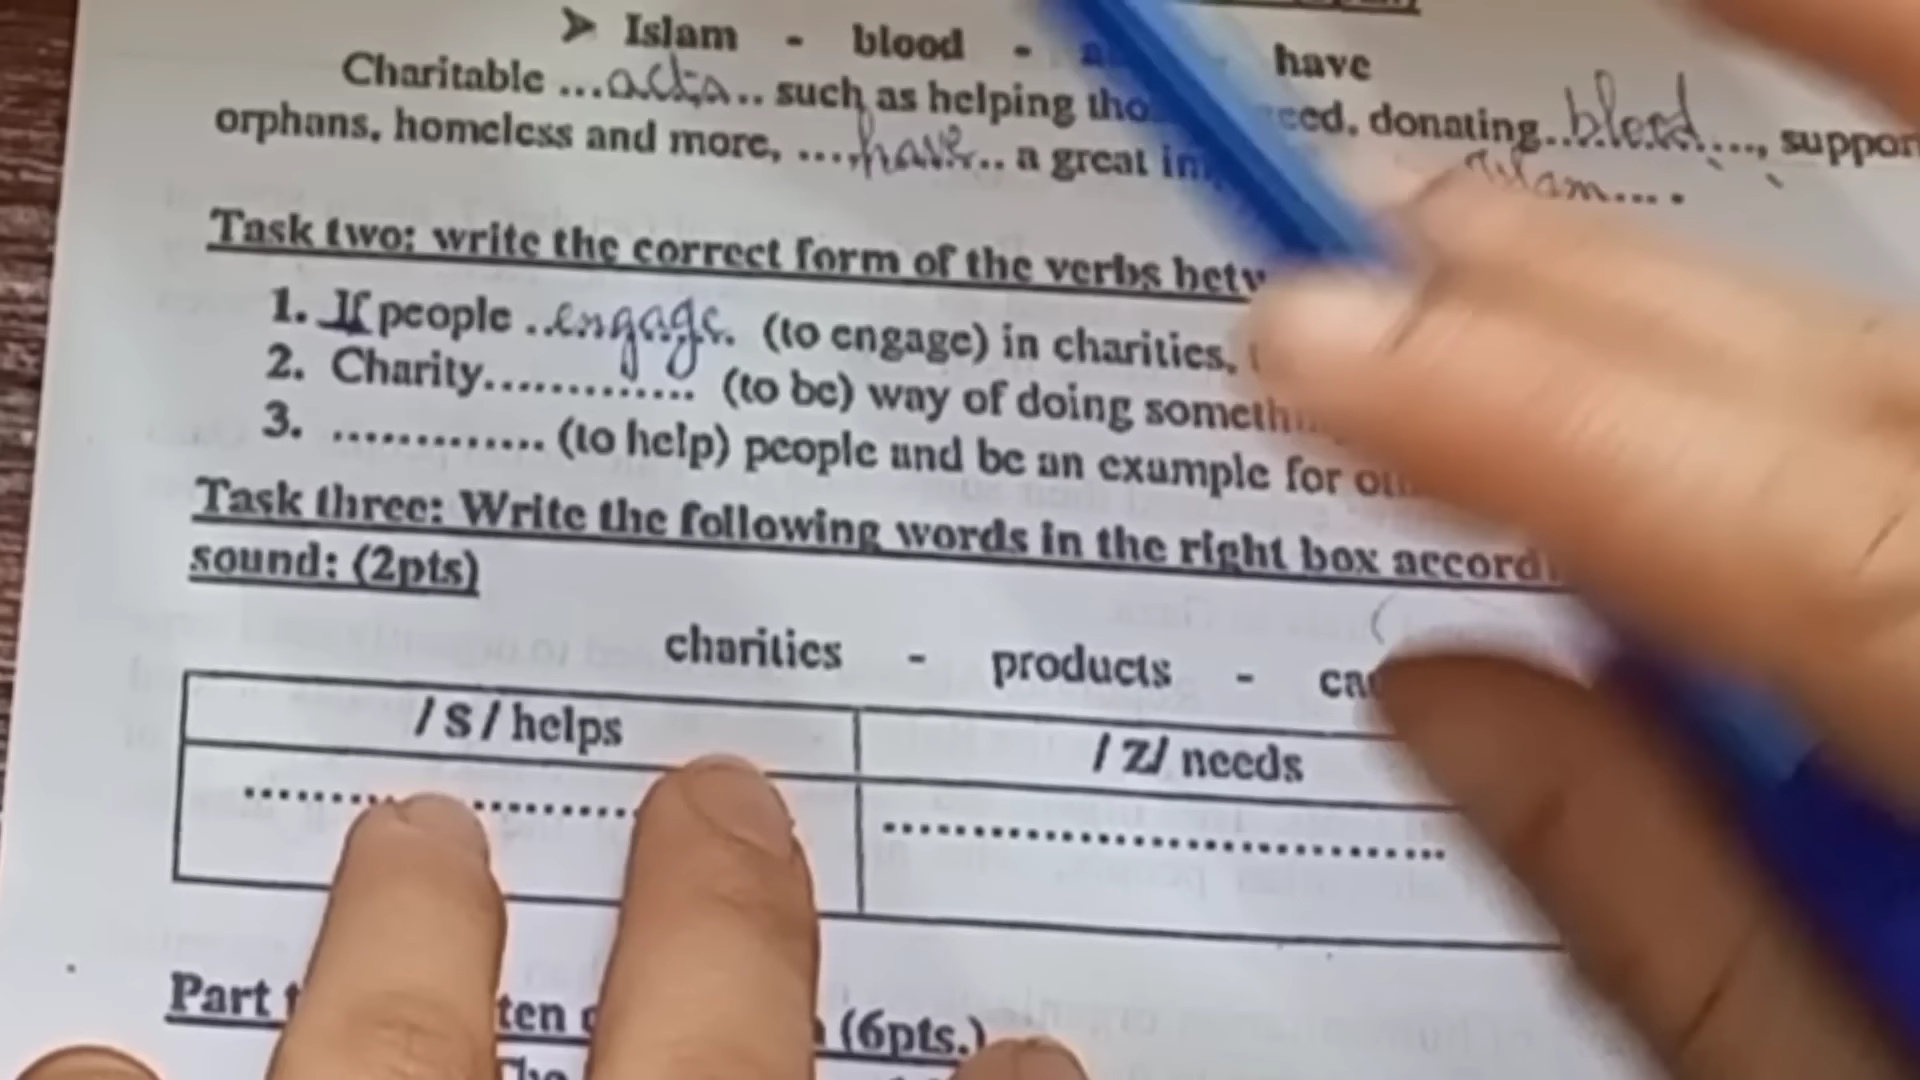 ➤ Islam - blood - a - have
Charitable ...acts.. such as helping tho eed, donating..blood...., suppor
orphans, homeless and more, ....have.. a great im Islam....
Task two: write the correct form of the verbs betw
1. If people ..engage. (to engage) in charities,
2. Charity............. (to be) way of doing someth
3. ............. (to help) people and be an example for
Task three: Write the following words in the right box accord
sound: (2pts)
charities - products - ca
/ S / helps / Z/ needs
Part ten (6pts.)